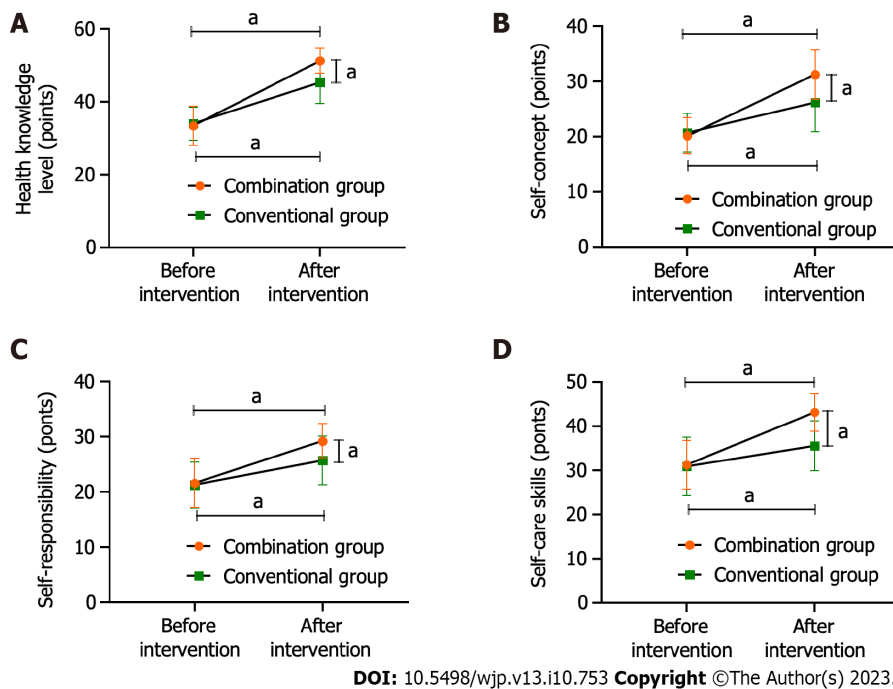 A
a
60
40
20
0
Health knowledge
level (points)
a
a
Combination group
Conventional group
Before
intervention
After
intervention
B
a
40
30
20
10
0
Self-concept (points)
a
a
Combination group
Conventional group
Before
intervention
After
intervention
C
a
40
30
20
10
0
Self-responsibility (ponts)
a
a
Combination group
Conventional group
Before
intervention
After
intervention
D
a
50
40
30
20
10
0
Self-care skills (ponts)
a
a
Combination group
Conventional group
Before
intervention
After
intervention
DOI: 10.5498/wjp.v13.i10.753 Copyright ©The Author(s) 2023.